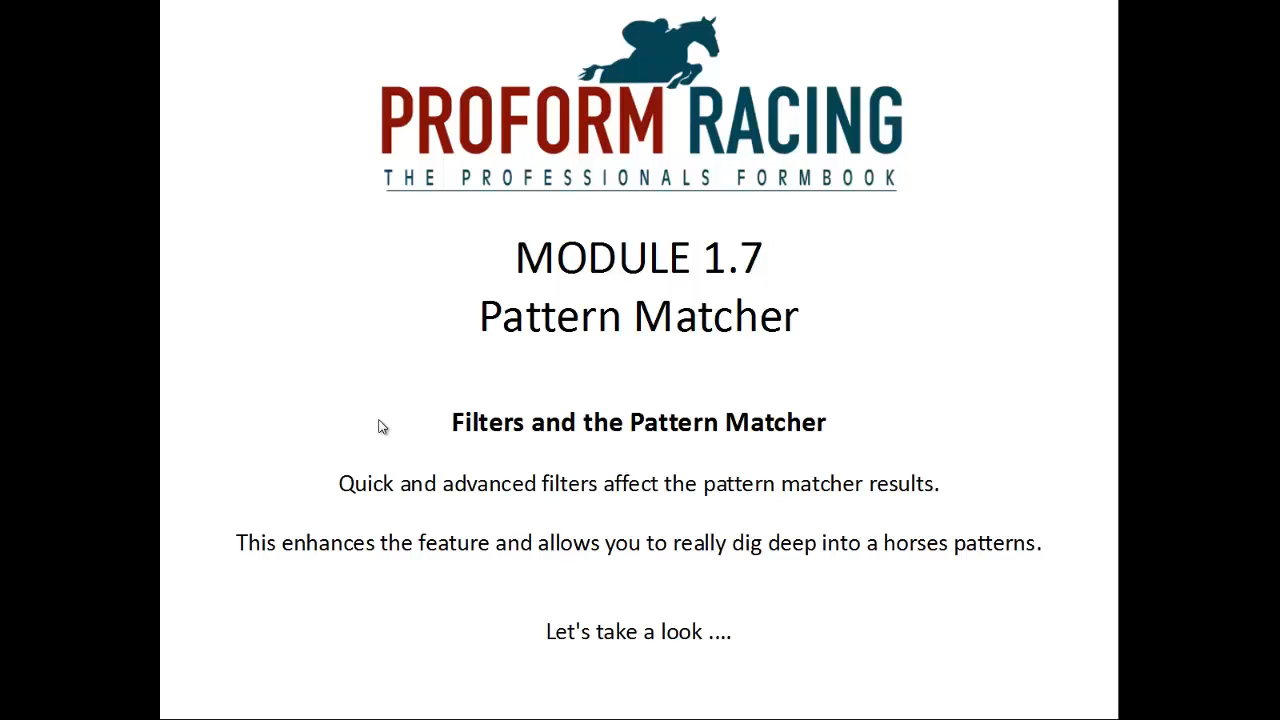 PROFORM RACING
THE PROFESSIONALS FORMBOOK
MODULE 1.7
Pattern Matcher
Filters and the Pattern Matcher
Quick and advanced filters affect the pattern matcher results.
This enhances the feature and allows you to really dig deep into a horses patterns.
Let's take a look ....